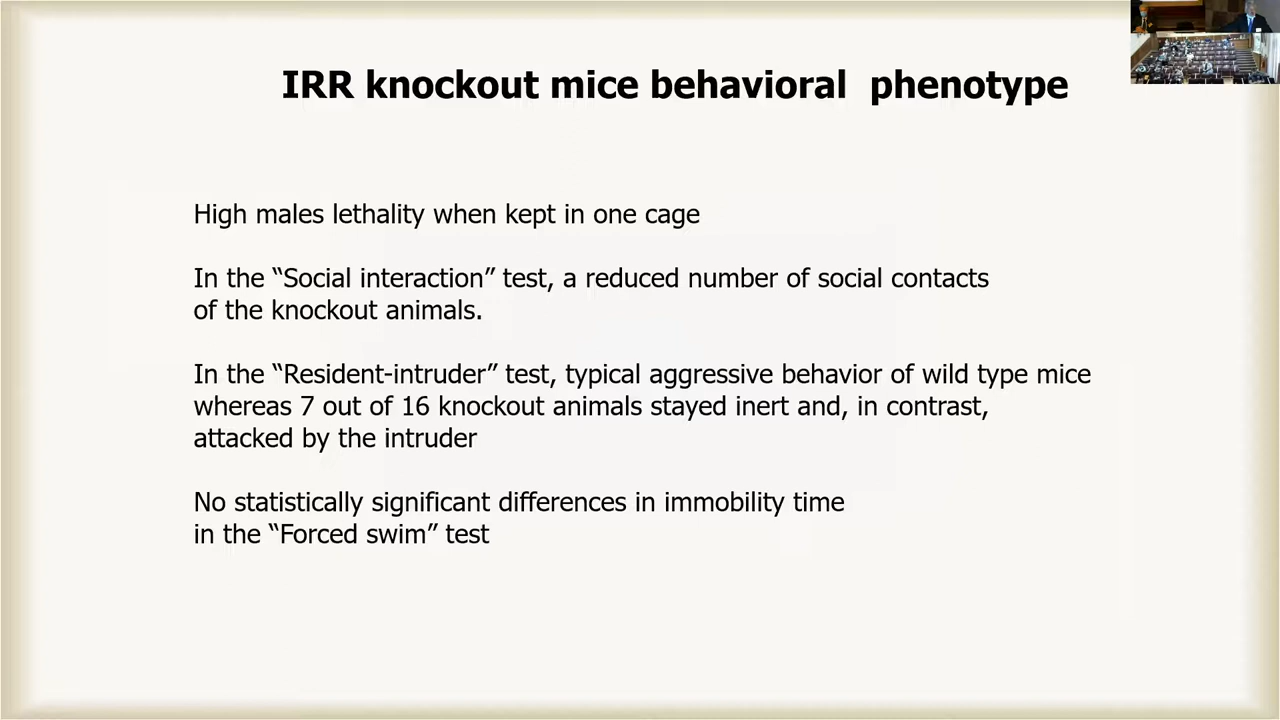 IRR knockout mice behavioral phenotype
High males lethality when kept in one cage
In the “Social interaction” test, a reduced number of social contacts
of the knockout animals.
In the “Resident-intruder” test, typical aggressive behavior of wild type mice
whereas 7 out of 16 knockout animals stayed inert and, in contrast,
attacked by the intruder
No statistically significant differences in immobility time
in the “Forced swim” test